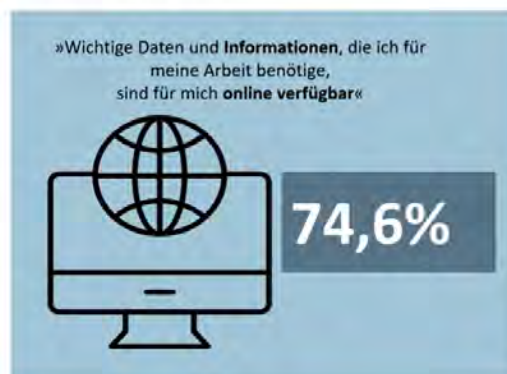 »Wichtige Daten und Informationen, die ich für
meine Arbeit benötige,
sind für mich online verfügbar«
74,6%